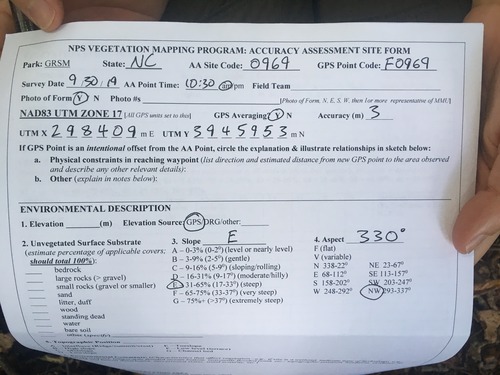 NPS VEGETATION MAPPING PROGRAM: ACCURACY ASSESSMENT SITE FORM
Park: GRSM State: NC AA Site Code: 0969 GPS Point Code: F0969
Survey Date 9.30.19 AA Point Time: 10:30 am/pm Field Team
Photo of Form Y N Photo #s [Photo of Form, N, E, S, W, then 1or more representative of MMU]
NAD83 UTM ZONE 17 [All GPS units set to this] GPS Averaging? Y N Accuracy (m) 3
UTM X 298409 m E UTM Y 3945953 m N
If GPS Point is an intentional offset from the AA Point, circle the explanation & illustrate relationships in sketch below:
a. Physical constraints in reaching waypoint (list direction and estimated distance from new GPS point to the area observed
and describe any other relevant details):
b. Other (explain in notes below):
ENVIRONMENTAL DESCRIPTION
1. Elevation (m) Elevation Source: GPS/DRG/other:
2. Unvegetated Surface Substrate 3. Slope E 4. Aspect 330°
(estimate percentage of applicable covers: A – 0-3% (0-2°) (level or nearly level) F (flat)
should total 100%): B – 3-9% (2-5°) (gentle) V (variable)
bedrock C – 9-16% (5-9°) (sloping/rolling) N 338-22° NE 23-67°
large rocks (> gravel) D – 16-31% (9-17°) (moderate/hilly) E 68-112° SE 113-157°
small rocks (gravel or smaller) E – 31-65% (17-33°) (steep) S 158-202° SW 203-247°
sand F – 65-75% (33-37°) (very steep) W 248-292° NW 293-337°
litter, duff G – 75%+ (>37°) (extremely steep)
wood
standing dead
water
bare soil
other (specify)
5. Topographic Position